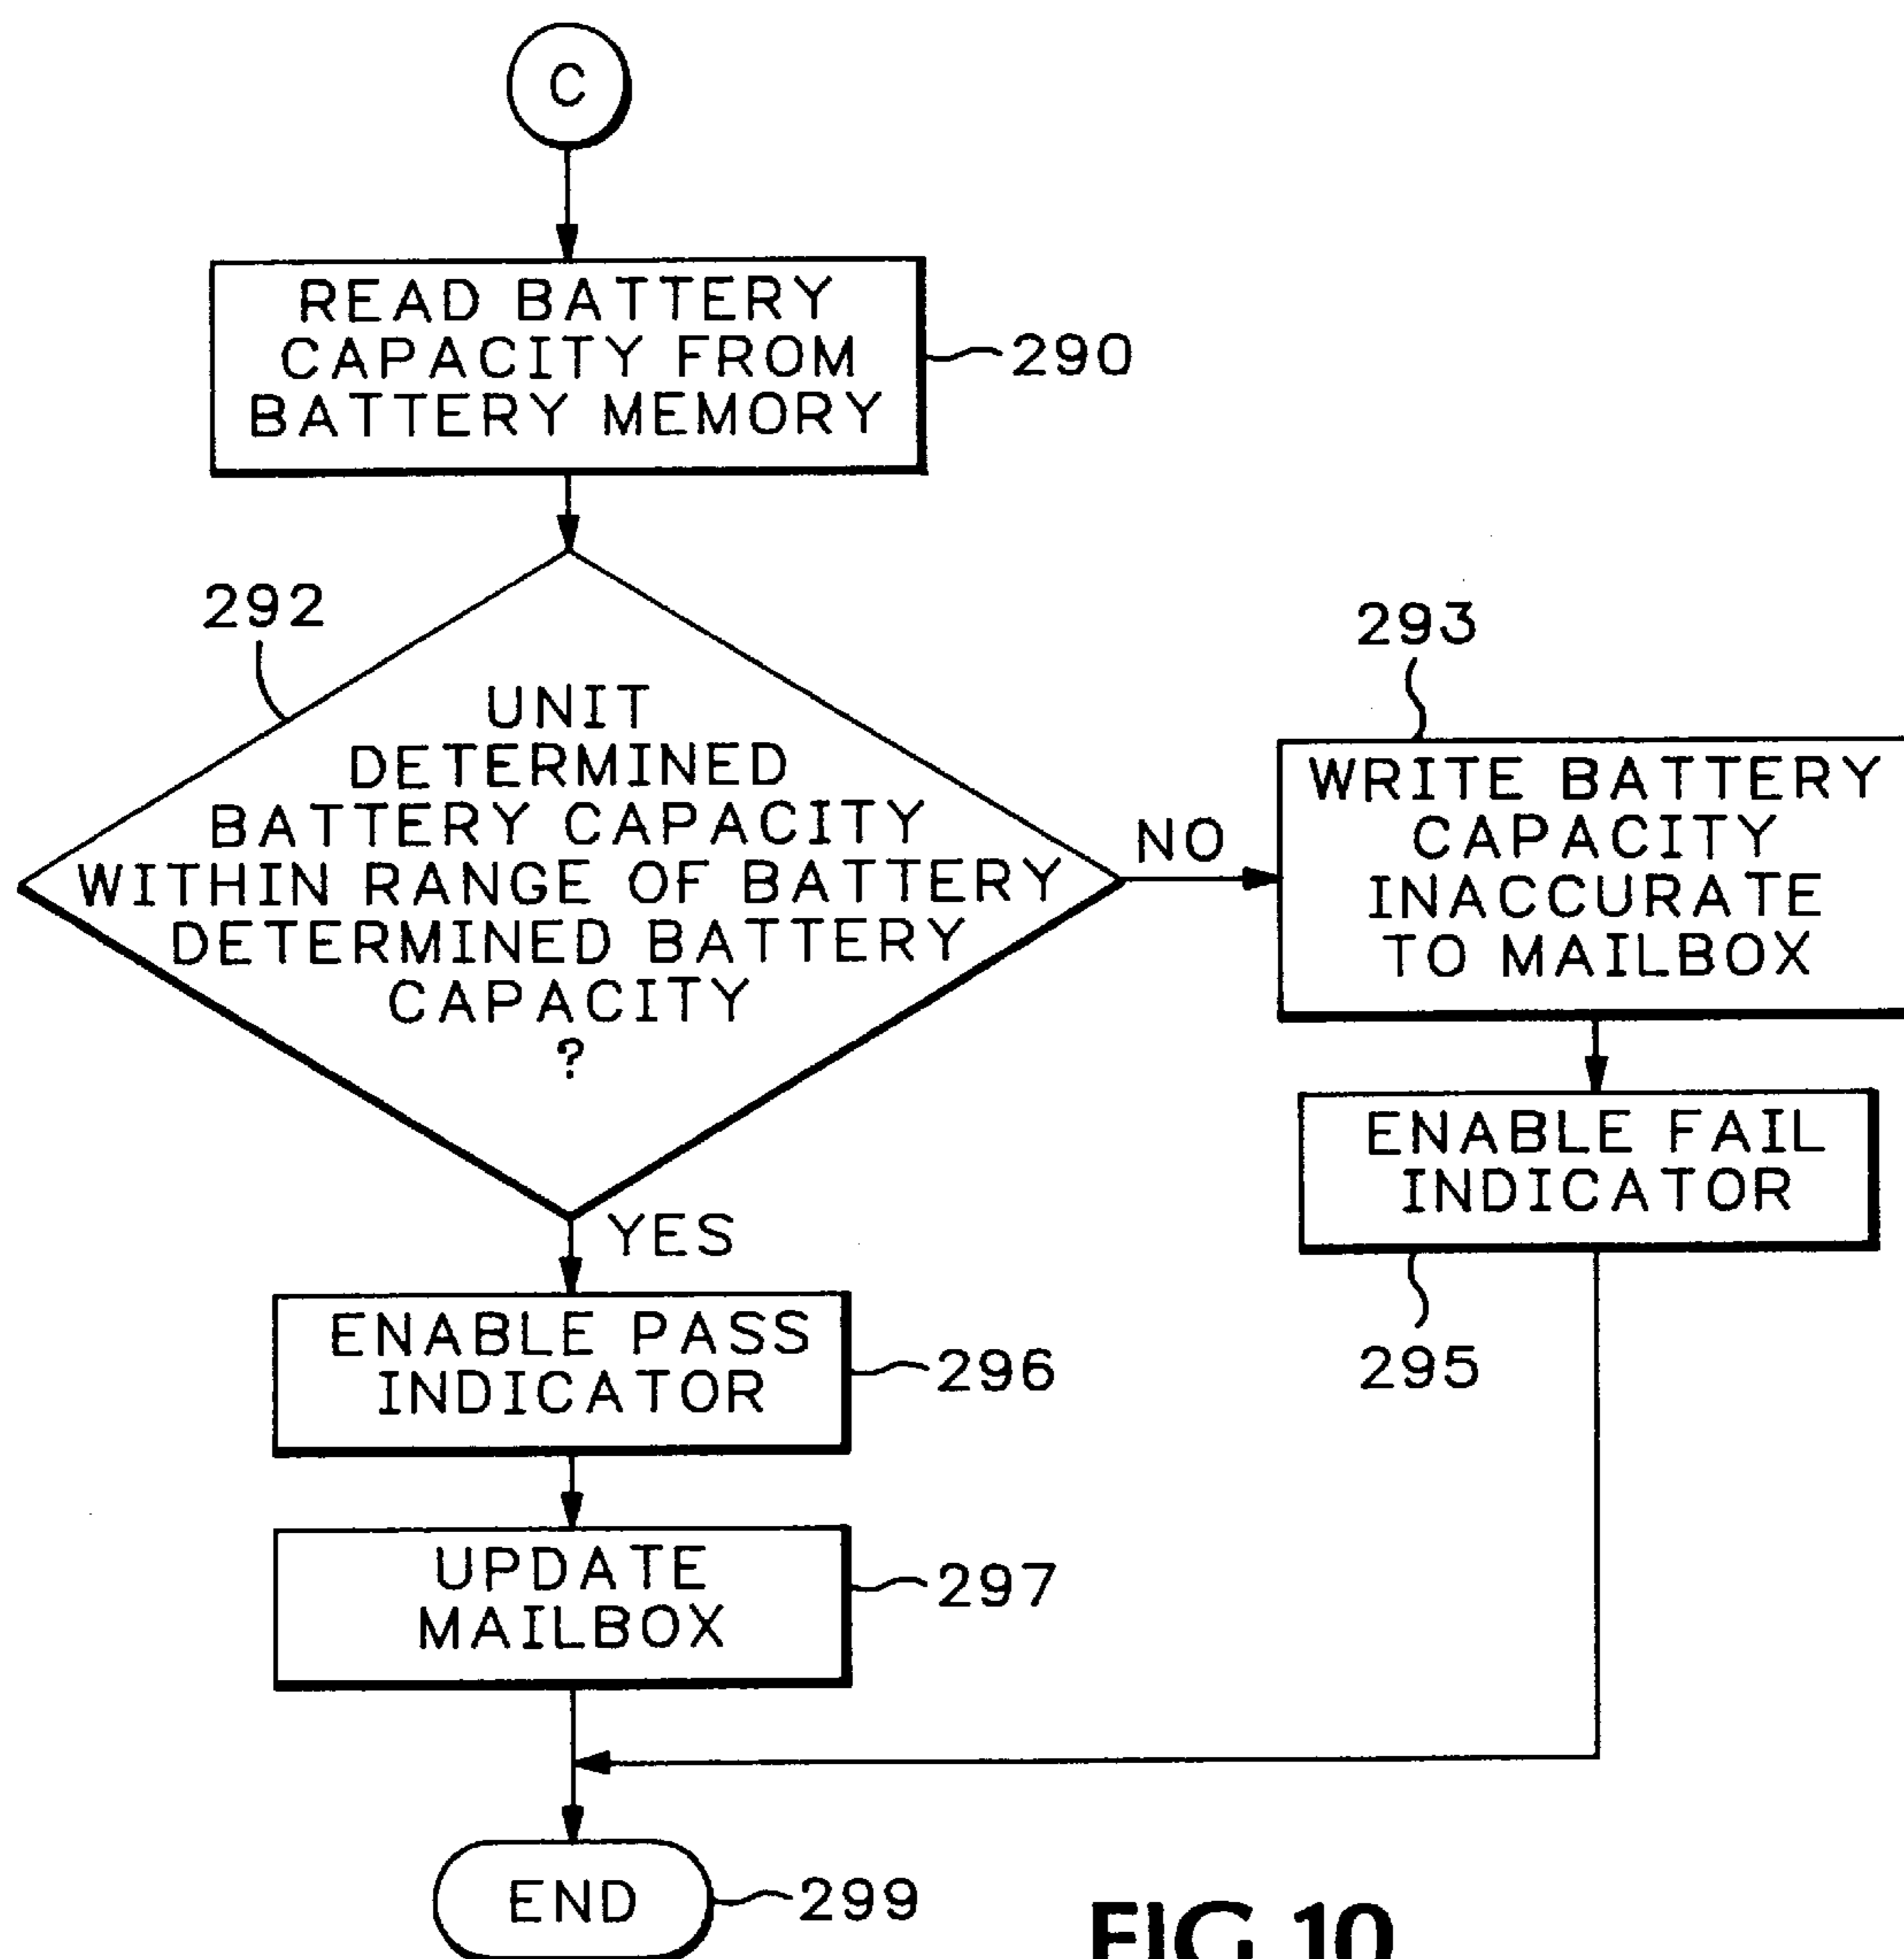 C
READ BATTERY
CAPACITY FROM
BATTERY MEMORY
290
292
UNIT
DETERMINED
BATTERY CAPACITY
WITHIN RANGE OF BATTERY
DETERMINED BATTERY
CAPACITY
?
NO
293
WRITE BATTERY
CAPACITY
INACCURATE
TO MAILBOX
ENABLE FAIL
INDICATOR
295
YES
ENABLE PASS
INDICATOR
296
UPDATE
MAILBOX
297
END
299
FIG 10